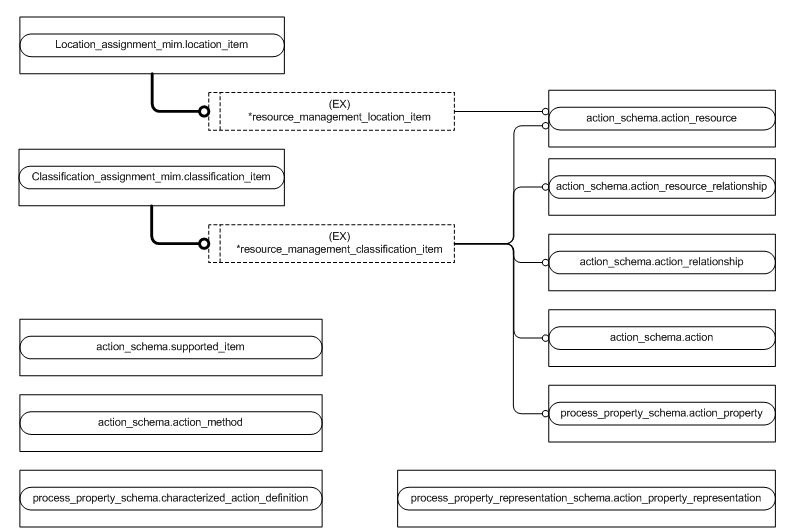 Location_assignment_mim.location_item
(EX)
*resource_management_location_item
action_schema.action_resource
Classification_assignment_mim.classification_item
action_schema.action_resource_relationship
(EX)
*resource_management_classification_item
action_schema.action_relationship
action_schema.supported_item
action_schema.action
action_schema.action_method
process_property_schema.action_property
process_property_schema.characterized_action_definition
process_property_representation_schema.action_property_representation